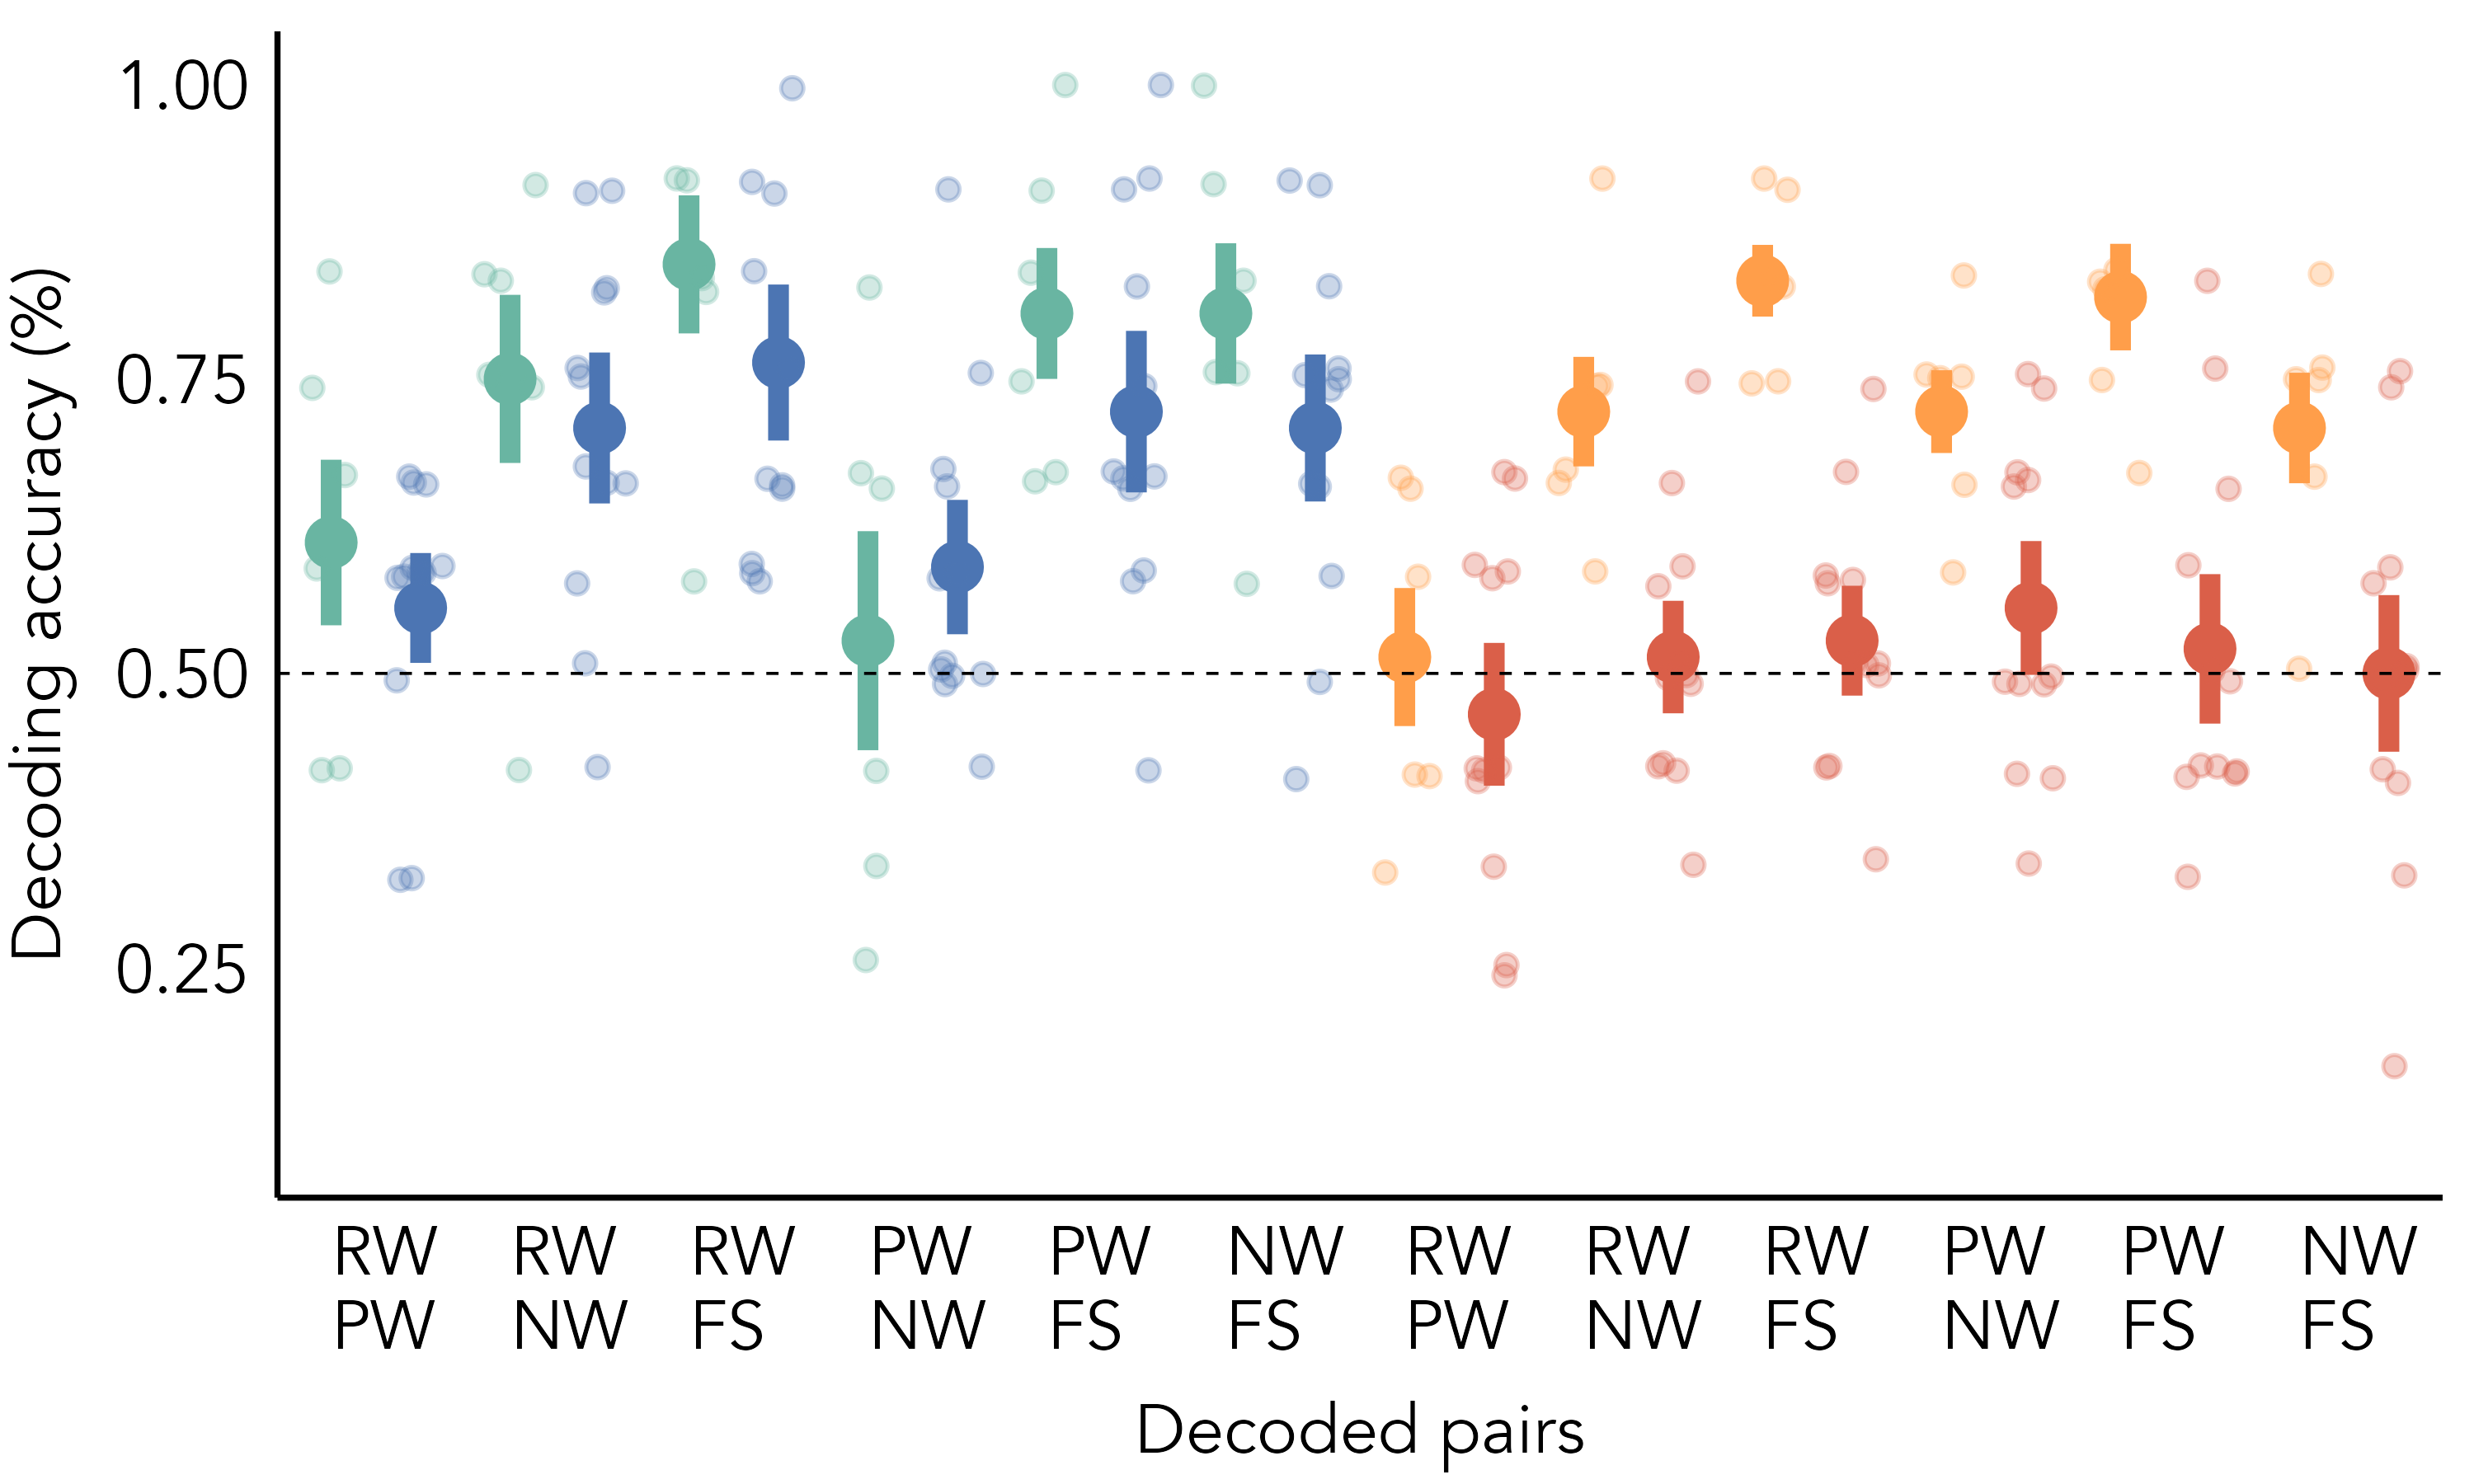 Decoding accuracy (%)
1.00
0.75
0.50
0.25
RW RW RW PW PW NW RW RW RW PW PW NW
PW NW FS NW FS FS PW NW FS NW FS FS
Decoded pairs